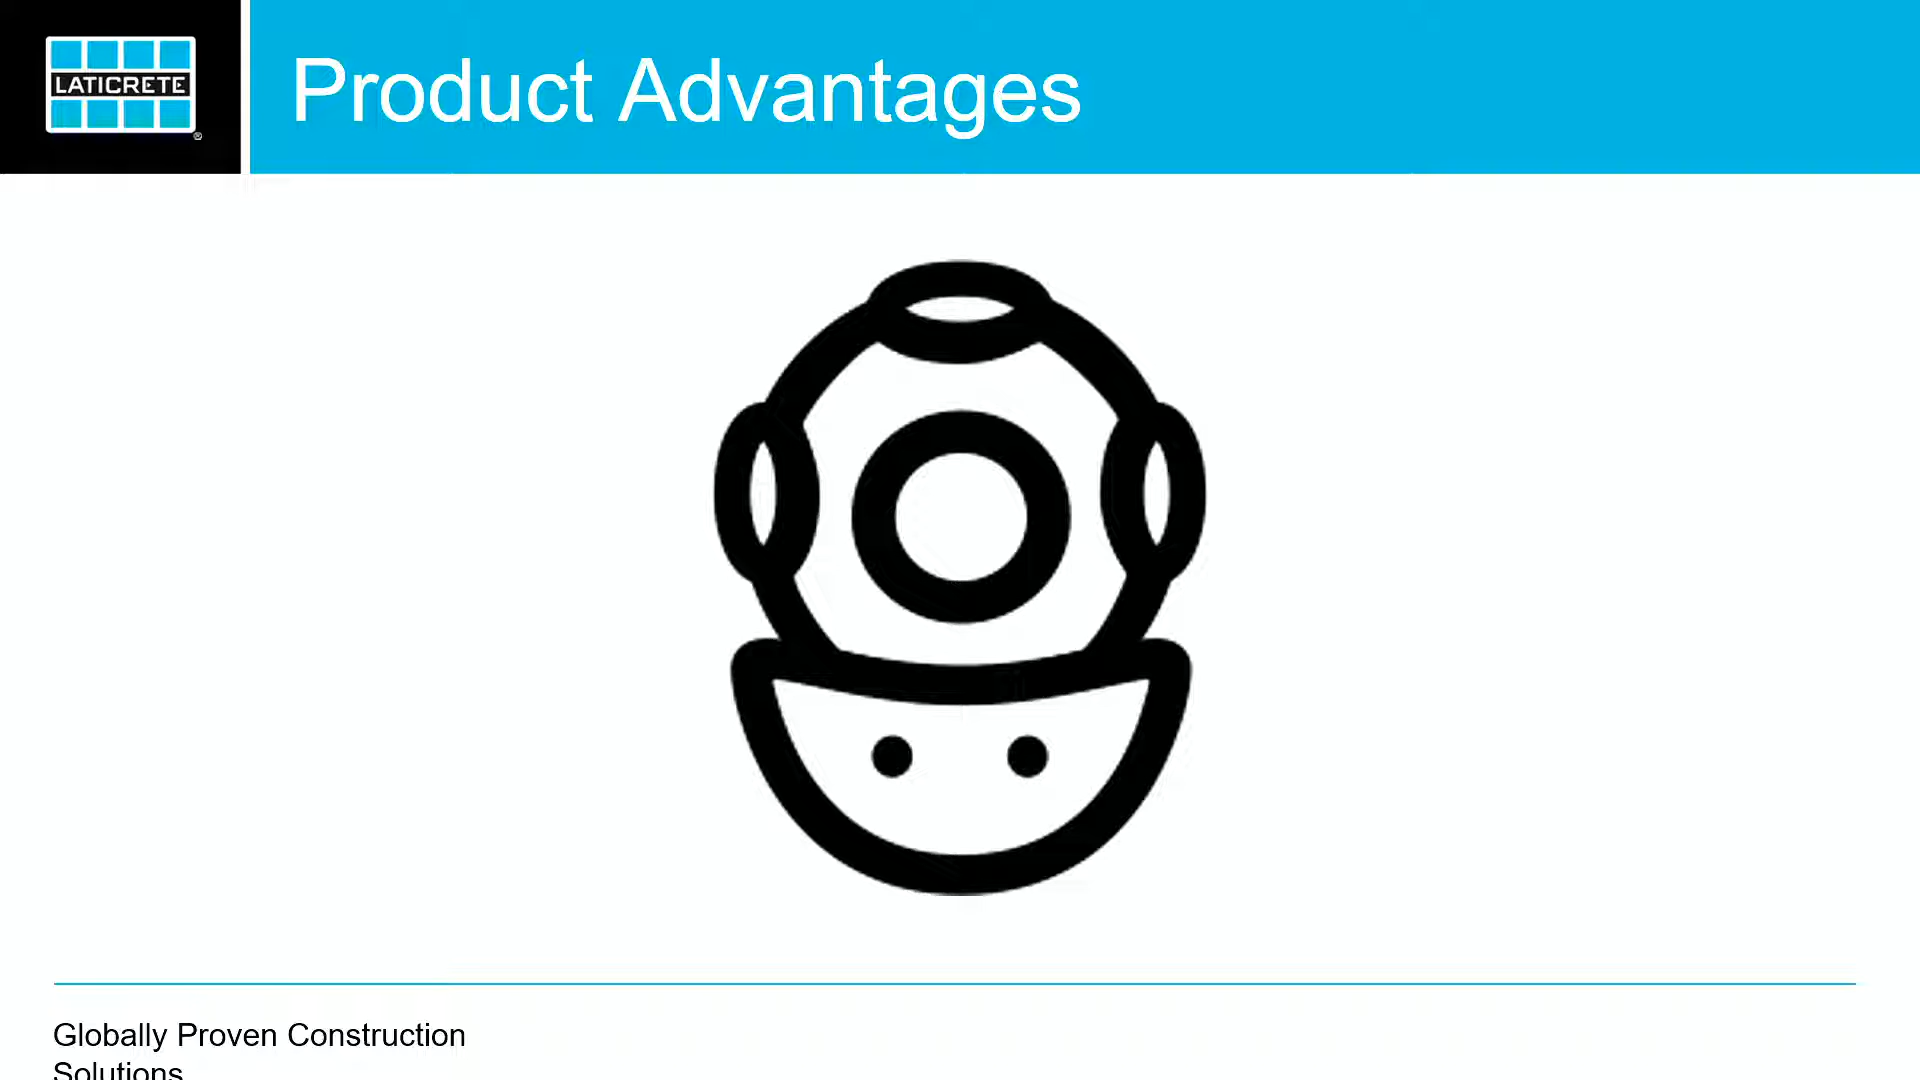 LATICRETE
®
Product Advantages
Globally Proven Construction
Solutions